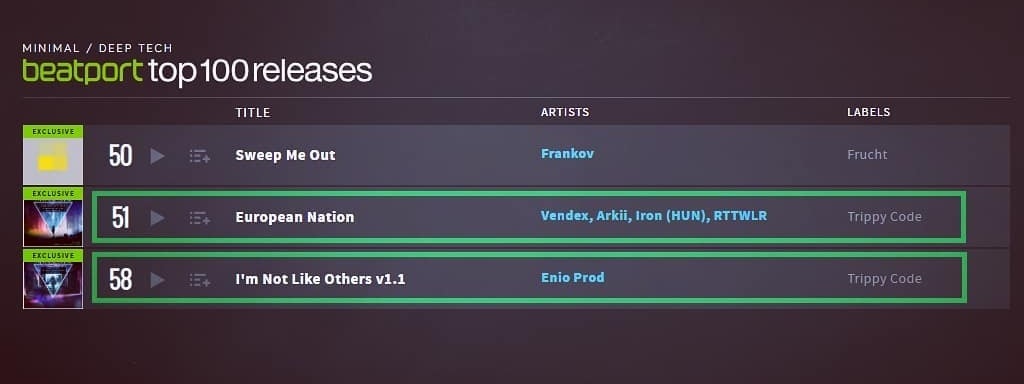 MINIMAL / DEEP TECH
beatport top 100 releases
TITLE ARTISTS LABELS
EXCLUSIVE
50 Sweep Me Out Frankov Frucht
EXCLUSIVE
51 European Nation Vendex, Arkii, Iron (HUN), RTTWLR Trippy Code
EXCLUSIVE
58 I'm Not Like Others v1.1 Enio Prod Trippy Code